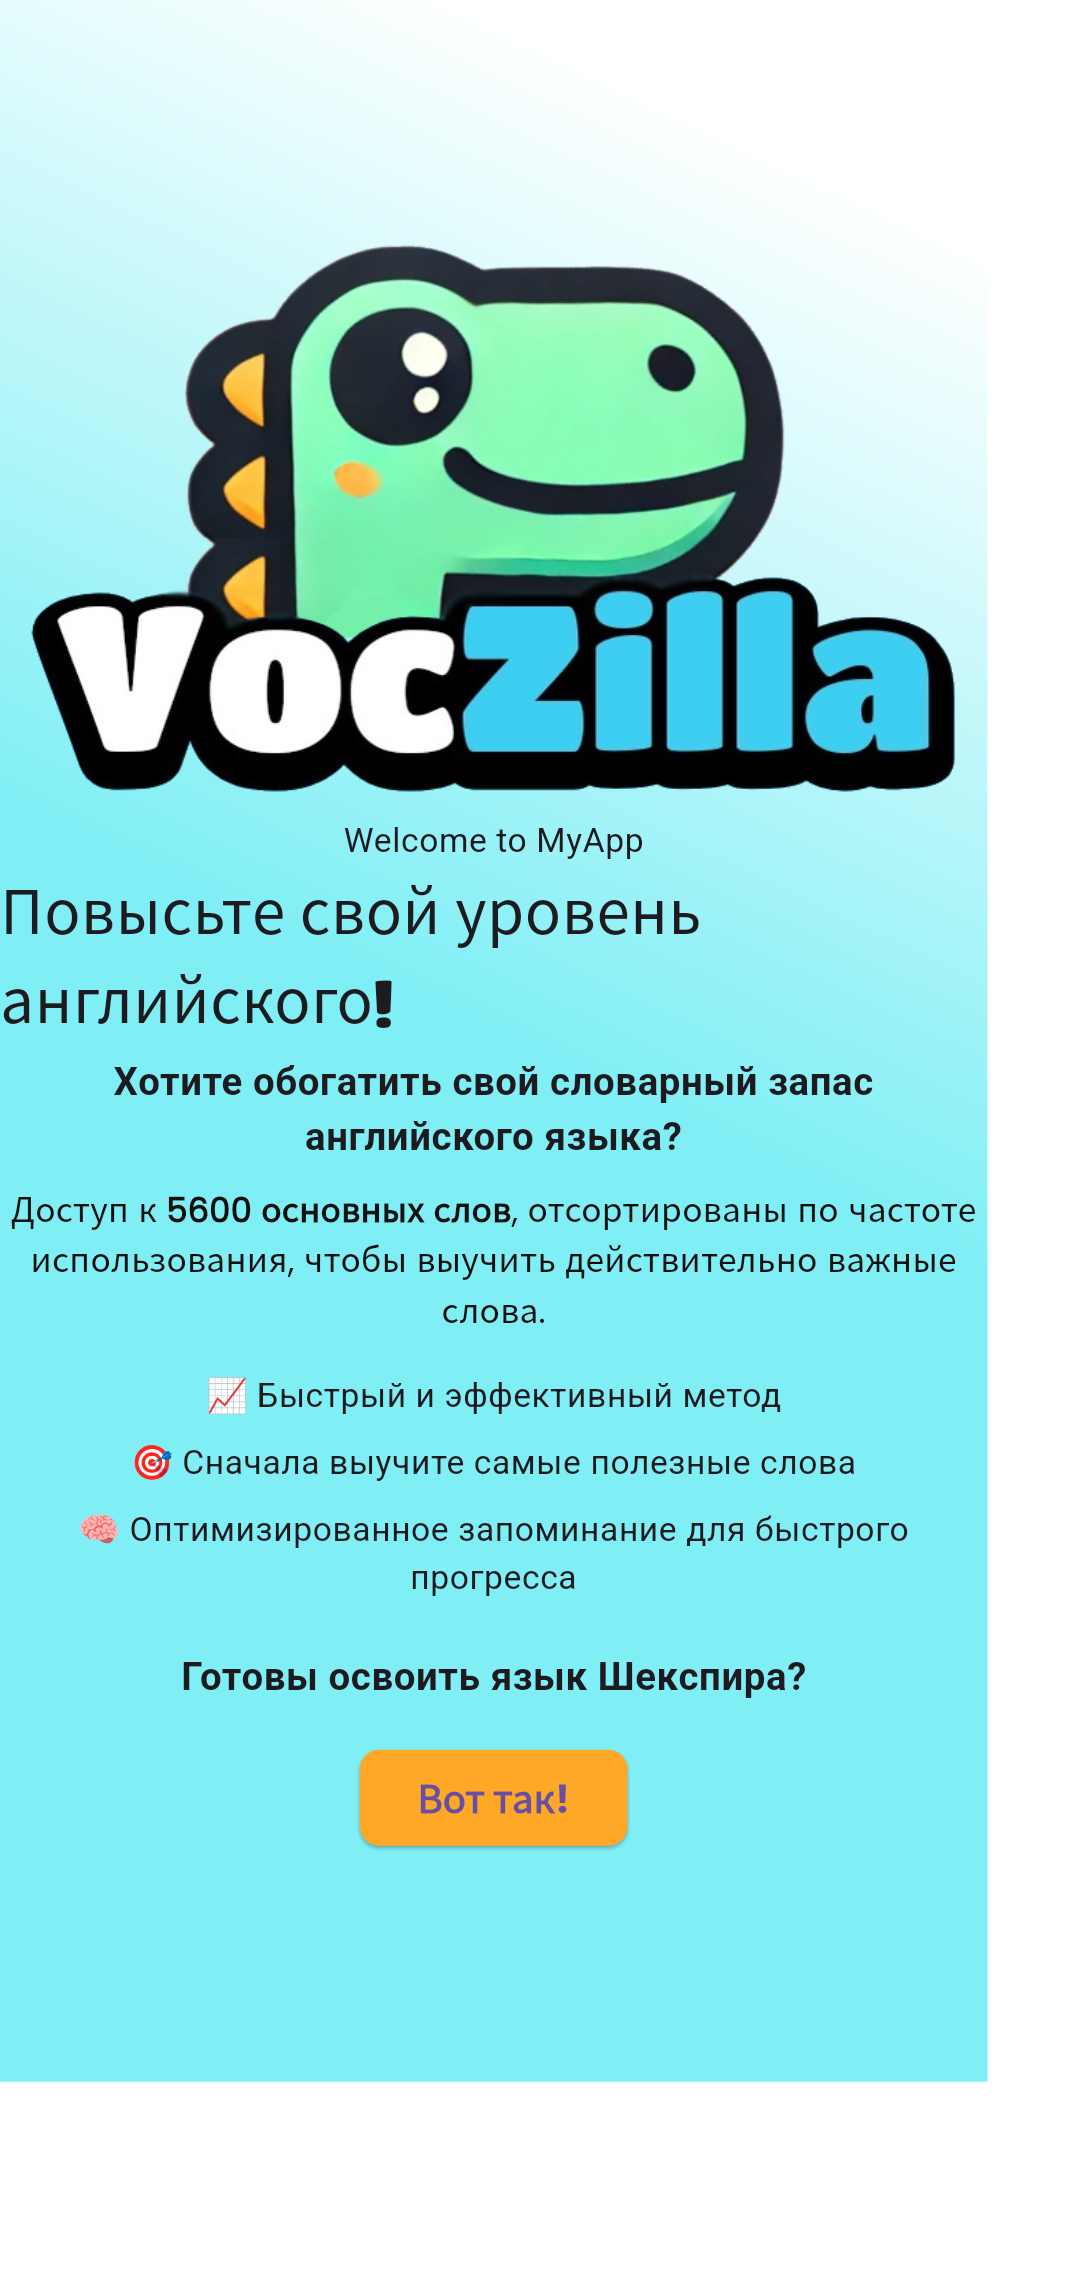 VocZilla
Welcome to MyApp
Повысьте свой уровень
английского!
Хотите обогатить свой словарный запас
английского языка?
Доступ к 5600 основных слов, отсортированы по частоте
использования, чтобы выучить действительно важные
слова.
📈 Быстрый и эффективный метод
🎯 Сначала выучите самые полезные слова
🧠 Оптимизированное запоминание для быстрого
прогресса
Готовы освоить язык Шекспира?
Вот так!